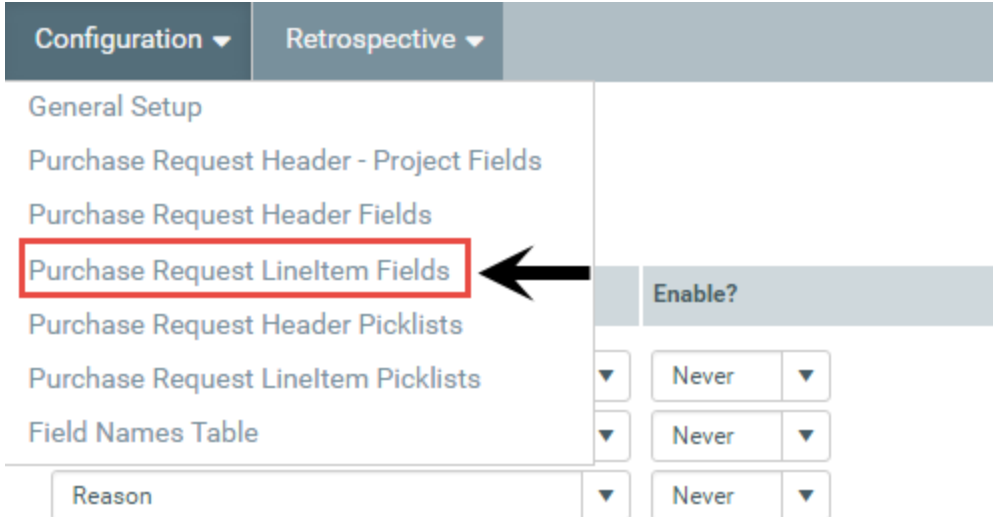 Configuration Retrospective
General Setup
Purchase Request Header - Project Fields
Purchase Request Header Fields
Purchase Request LineItem Fields
Enable?
Purchase Request Header Picklists
Purchase Request LineItem Picklists
Never
Field Names Table
Never
Reason Never